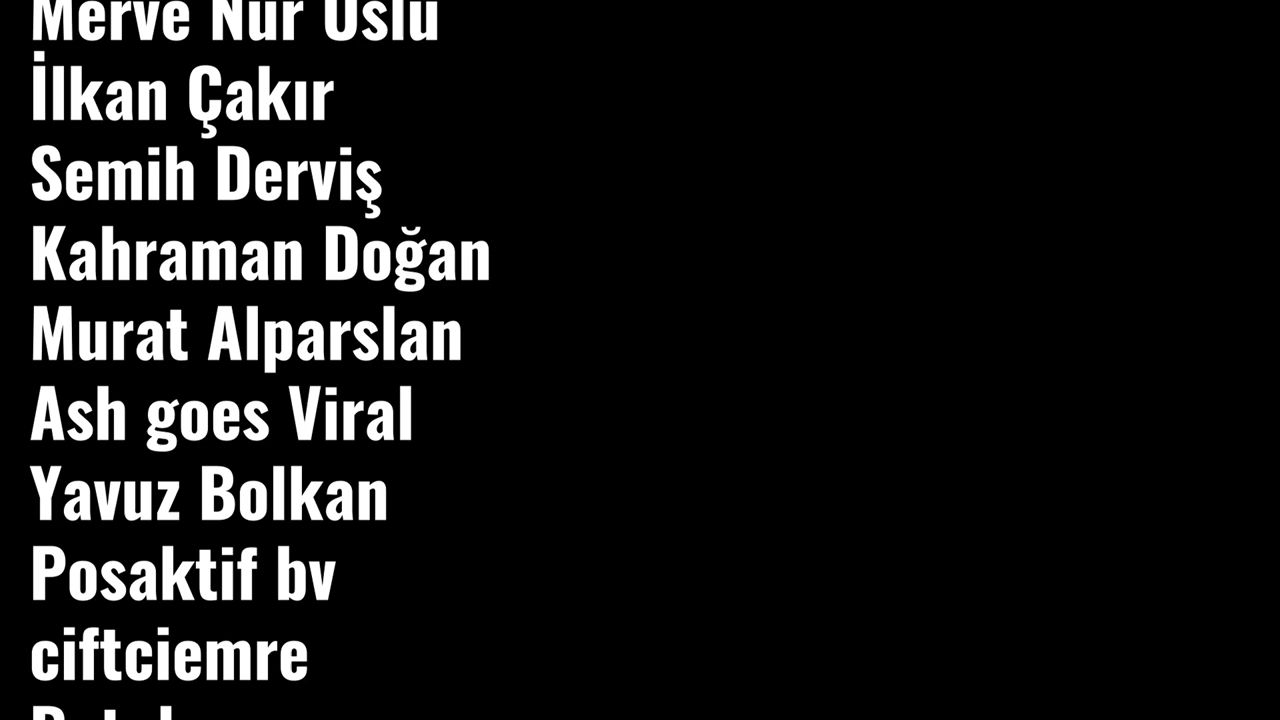 Merve Nur Uslu
İlkan Çakır
Semih Derviş
Kahraman Doğan
Murat Alparslan
Ash goes Viral
Yavuz Bolkan
Posaktif bv
ciftciemre